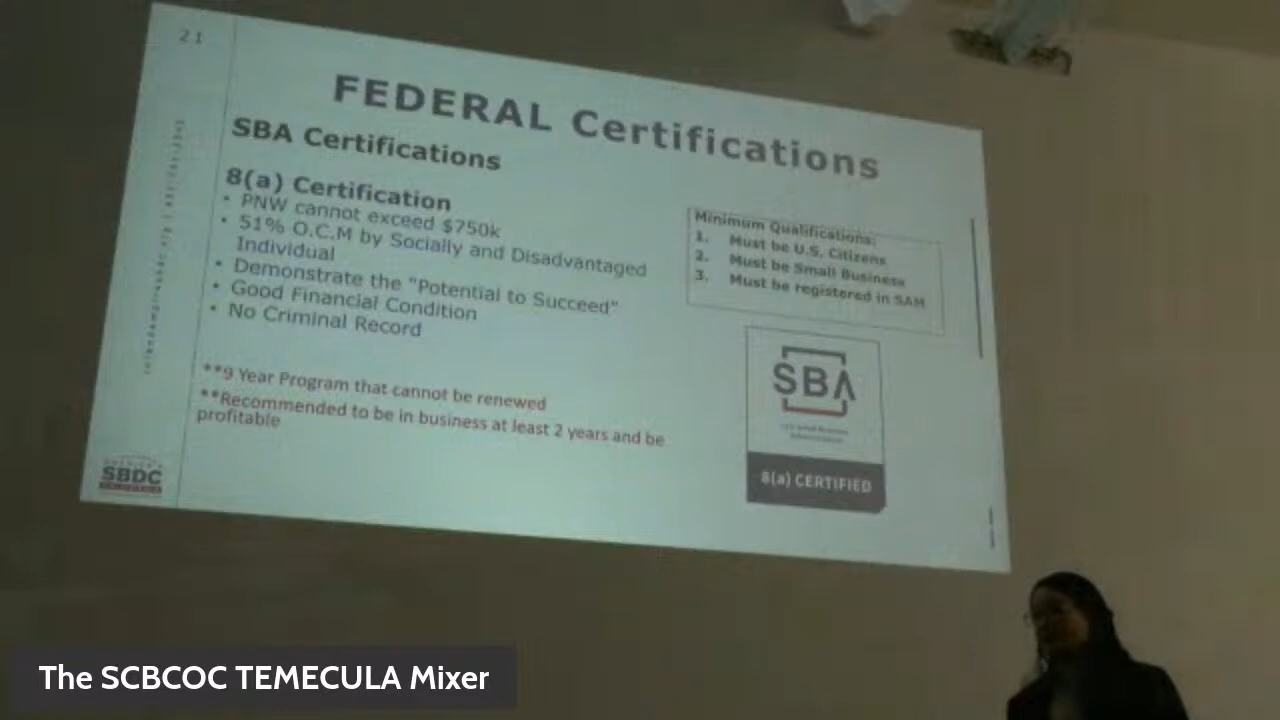 21
FEDERAL Certifications
SBA Certifications
8(a) Certification
• PNW cannot exceed $750k
• 51% O.C.M by Socially and Disadvantaged
Individual
• Demonstrate the "Potential to Succeed"
• Good Financial Condition
• No Criminal Record
**9 Year Program that cannot be renewed
**Recommended to be in business at least 2 years and be
profitable
Minimum Qualifications:
1. Must be U.S. Citizens
2. Must be Small Business
3. Must be registered in SAM
SBA
8(a) CERTIFIED
SBDC
The SCBCOC TEMECULA Mixer